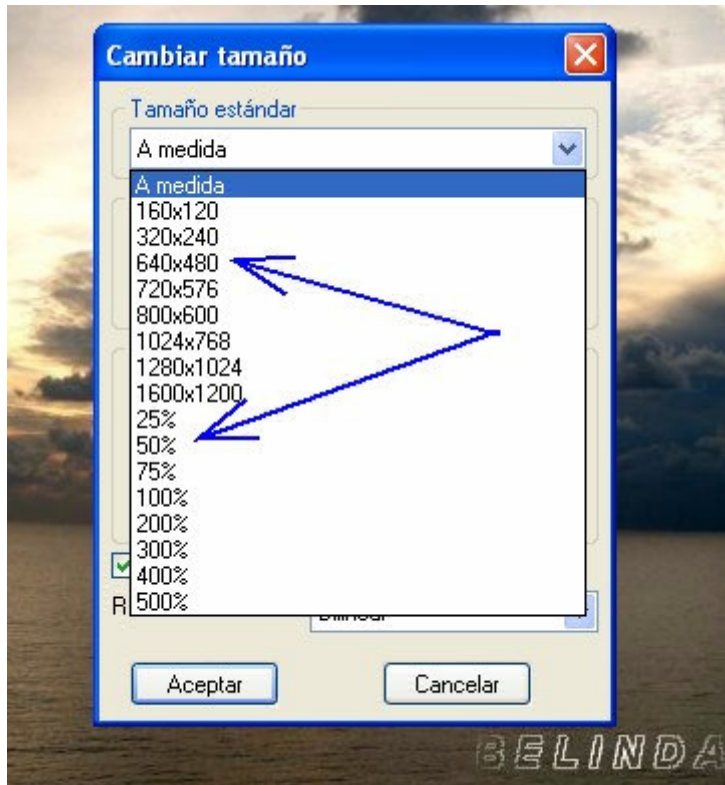 Cambiar tamaño
Tamaño estándar
A medida
A medida
160x120
320x240
640x480
720x576
800x600
1024x768
1280x1024
1600x1200
25%
50%
75%
100%
200%
300%
400%
500%
R
Aceptar
Cancelar
BELINDA